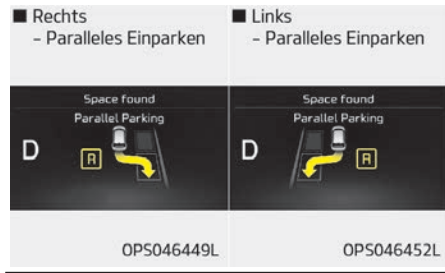 ■ Rechts
– Paralleles Einparken
Space found
Parallel Parking
D
R
OPS046449L
■ Links
– Paralleles Einparken
Space found
Parallel Parking
D
R
OPS046452L